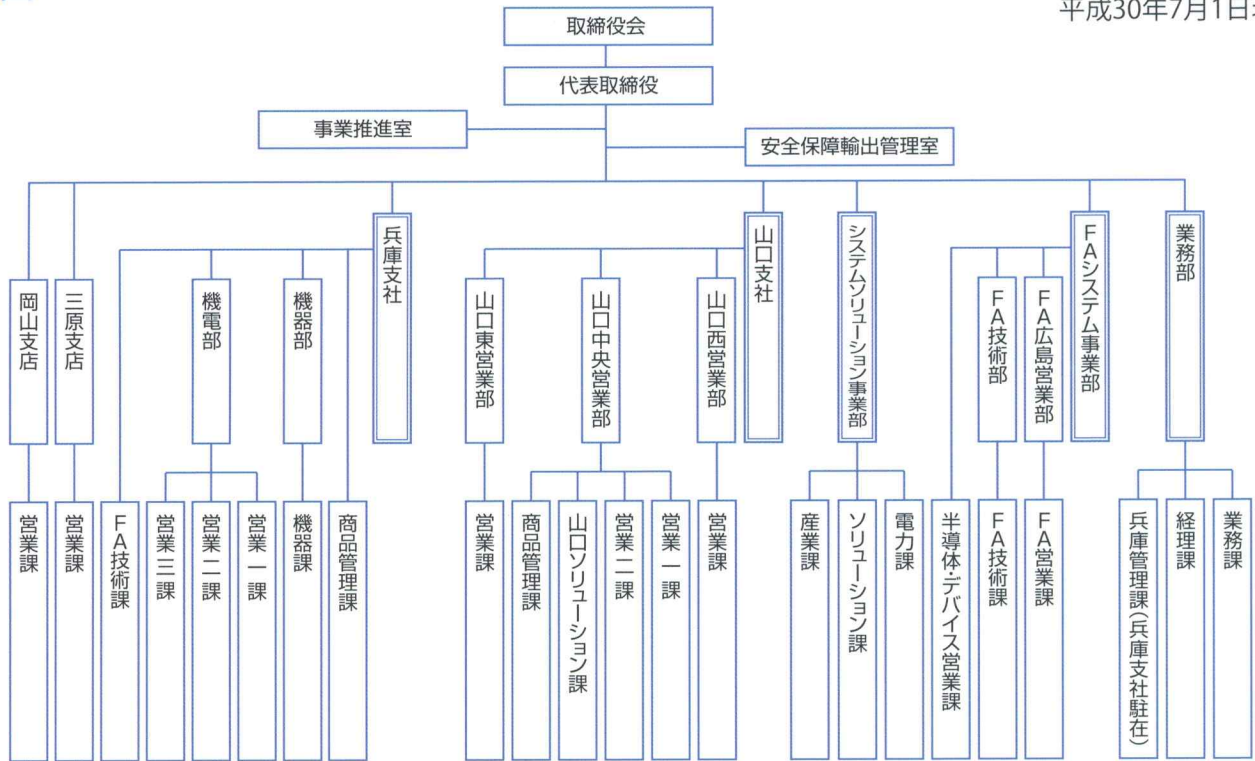 平成30年7月1日
取締役会
代表取締役
事業推進室
安全保障輸出管理室
業務部
FAシステム事業部
システムソリューション事業部
山口支社
兵庫支社
三原支店
岡山支店
FA広島営業部
FA技術部
山口西営業部
山口中央営業部
山口東営業部
機器部
機電部
業務課
経理課
兵庫管理課(兵庫支社駐在)
FA営業課
FA技術課
半導体・デバイス営業課
電力課
ソリューション課
産業課
営業課
営業一課
営業二課
山口ソリューション課
商品管理課
営業課
商品管理課
機器課
営業一課
営業二課
営業三課
FA技術課
営業課
営業課